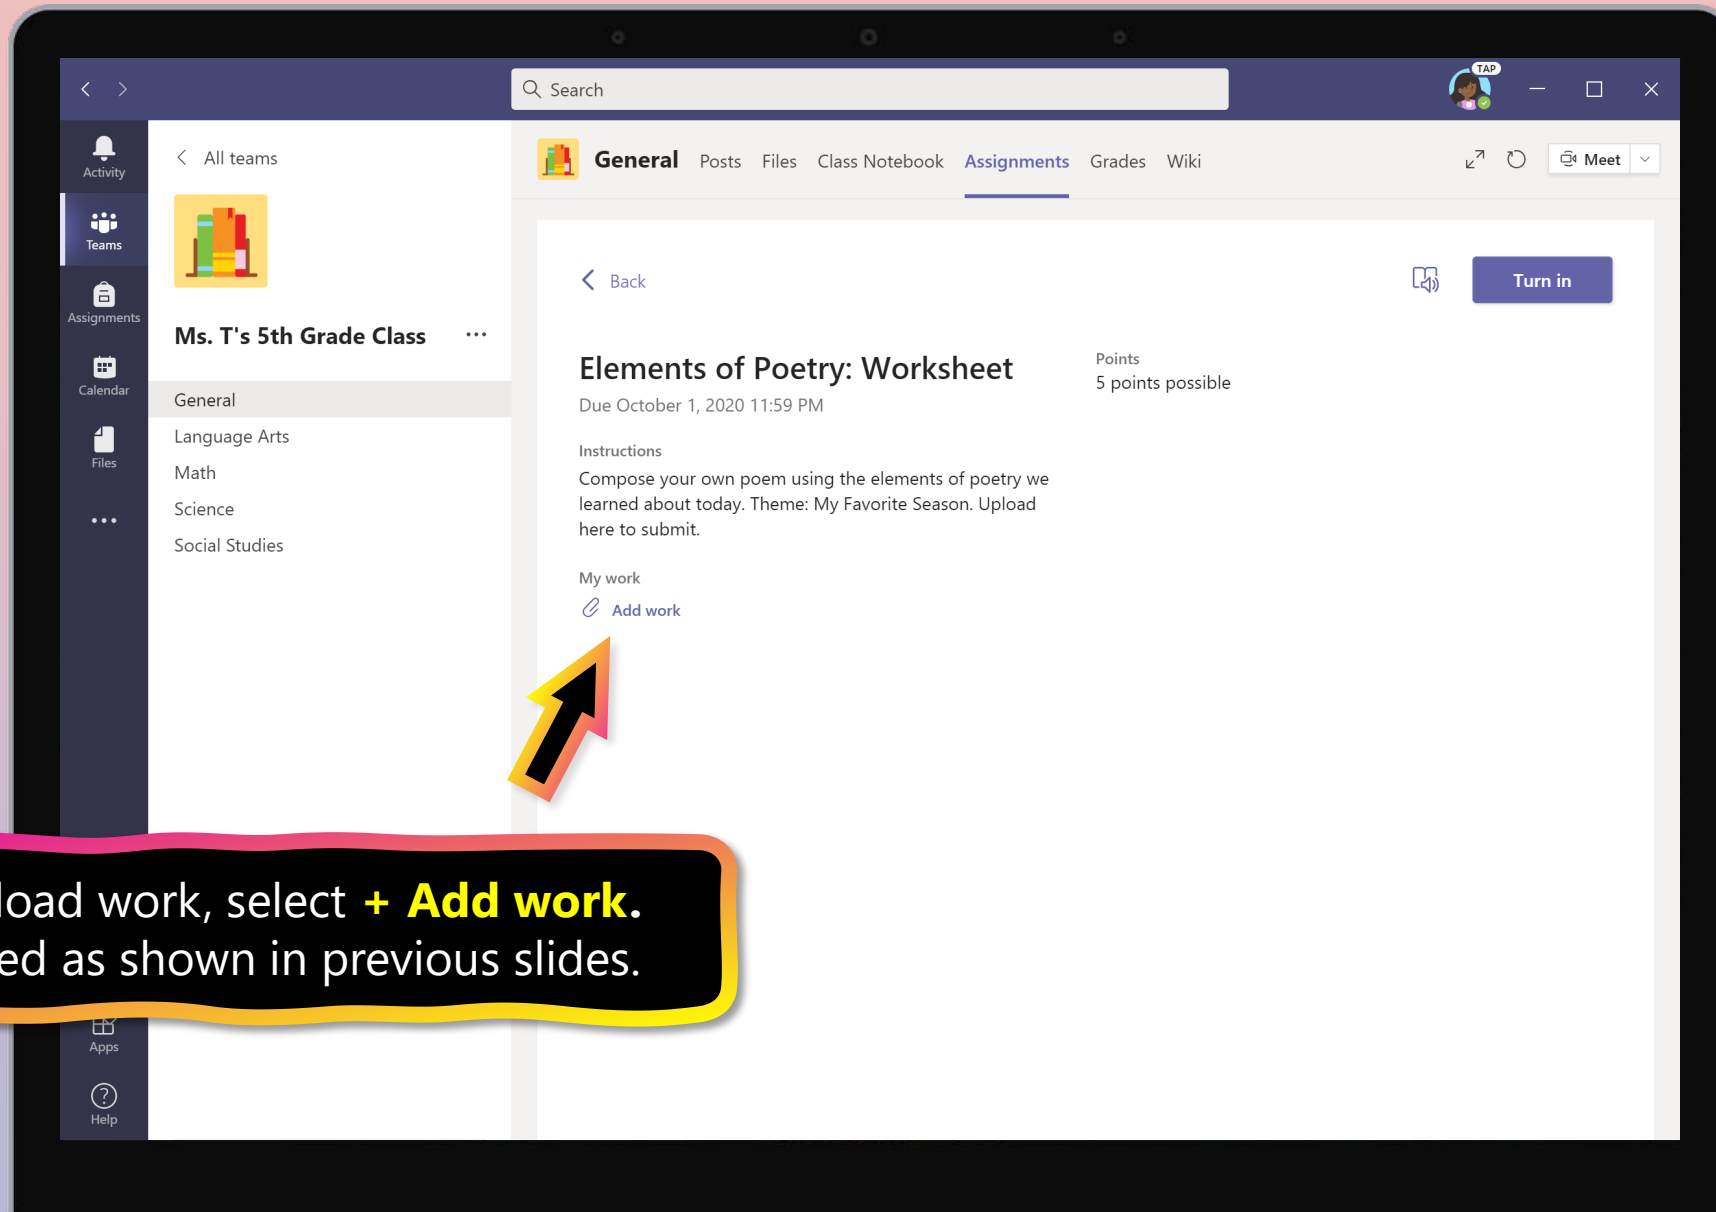 Search
TAP
Activity
Teams
Assignments
Calendar
Files
Apps
Help
All teams
Ms. T's 5th Grade Class
General
Language Arts
Math
Science
Social Studies
General Posts Files Class Notebook Assignments Grades Wiki
Meet
Back
Turn in
Elements of Poetry: Worksheet
Due October 1, 2020 11:59 PM
Points
5 points possible
Instructions
Compose your own poem using the elements of poetry we
learned about today. Theme: My Favorite Season. Upload
here to submit.
My work
Add work
work, select + Add work.
as shown in previous slides.